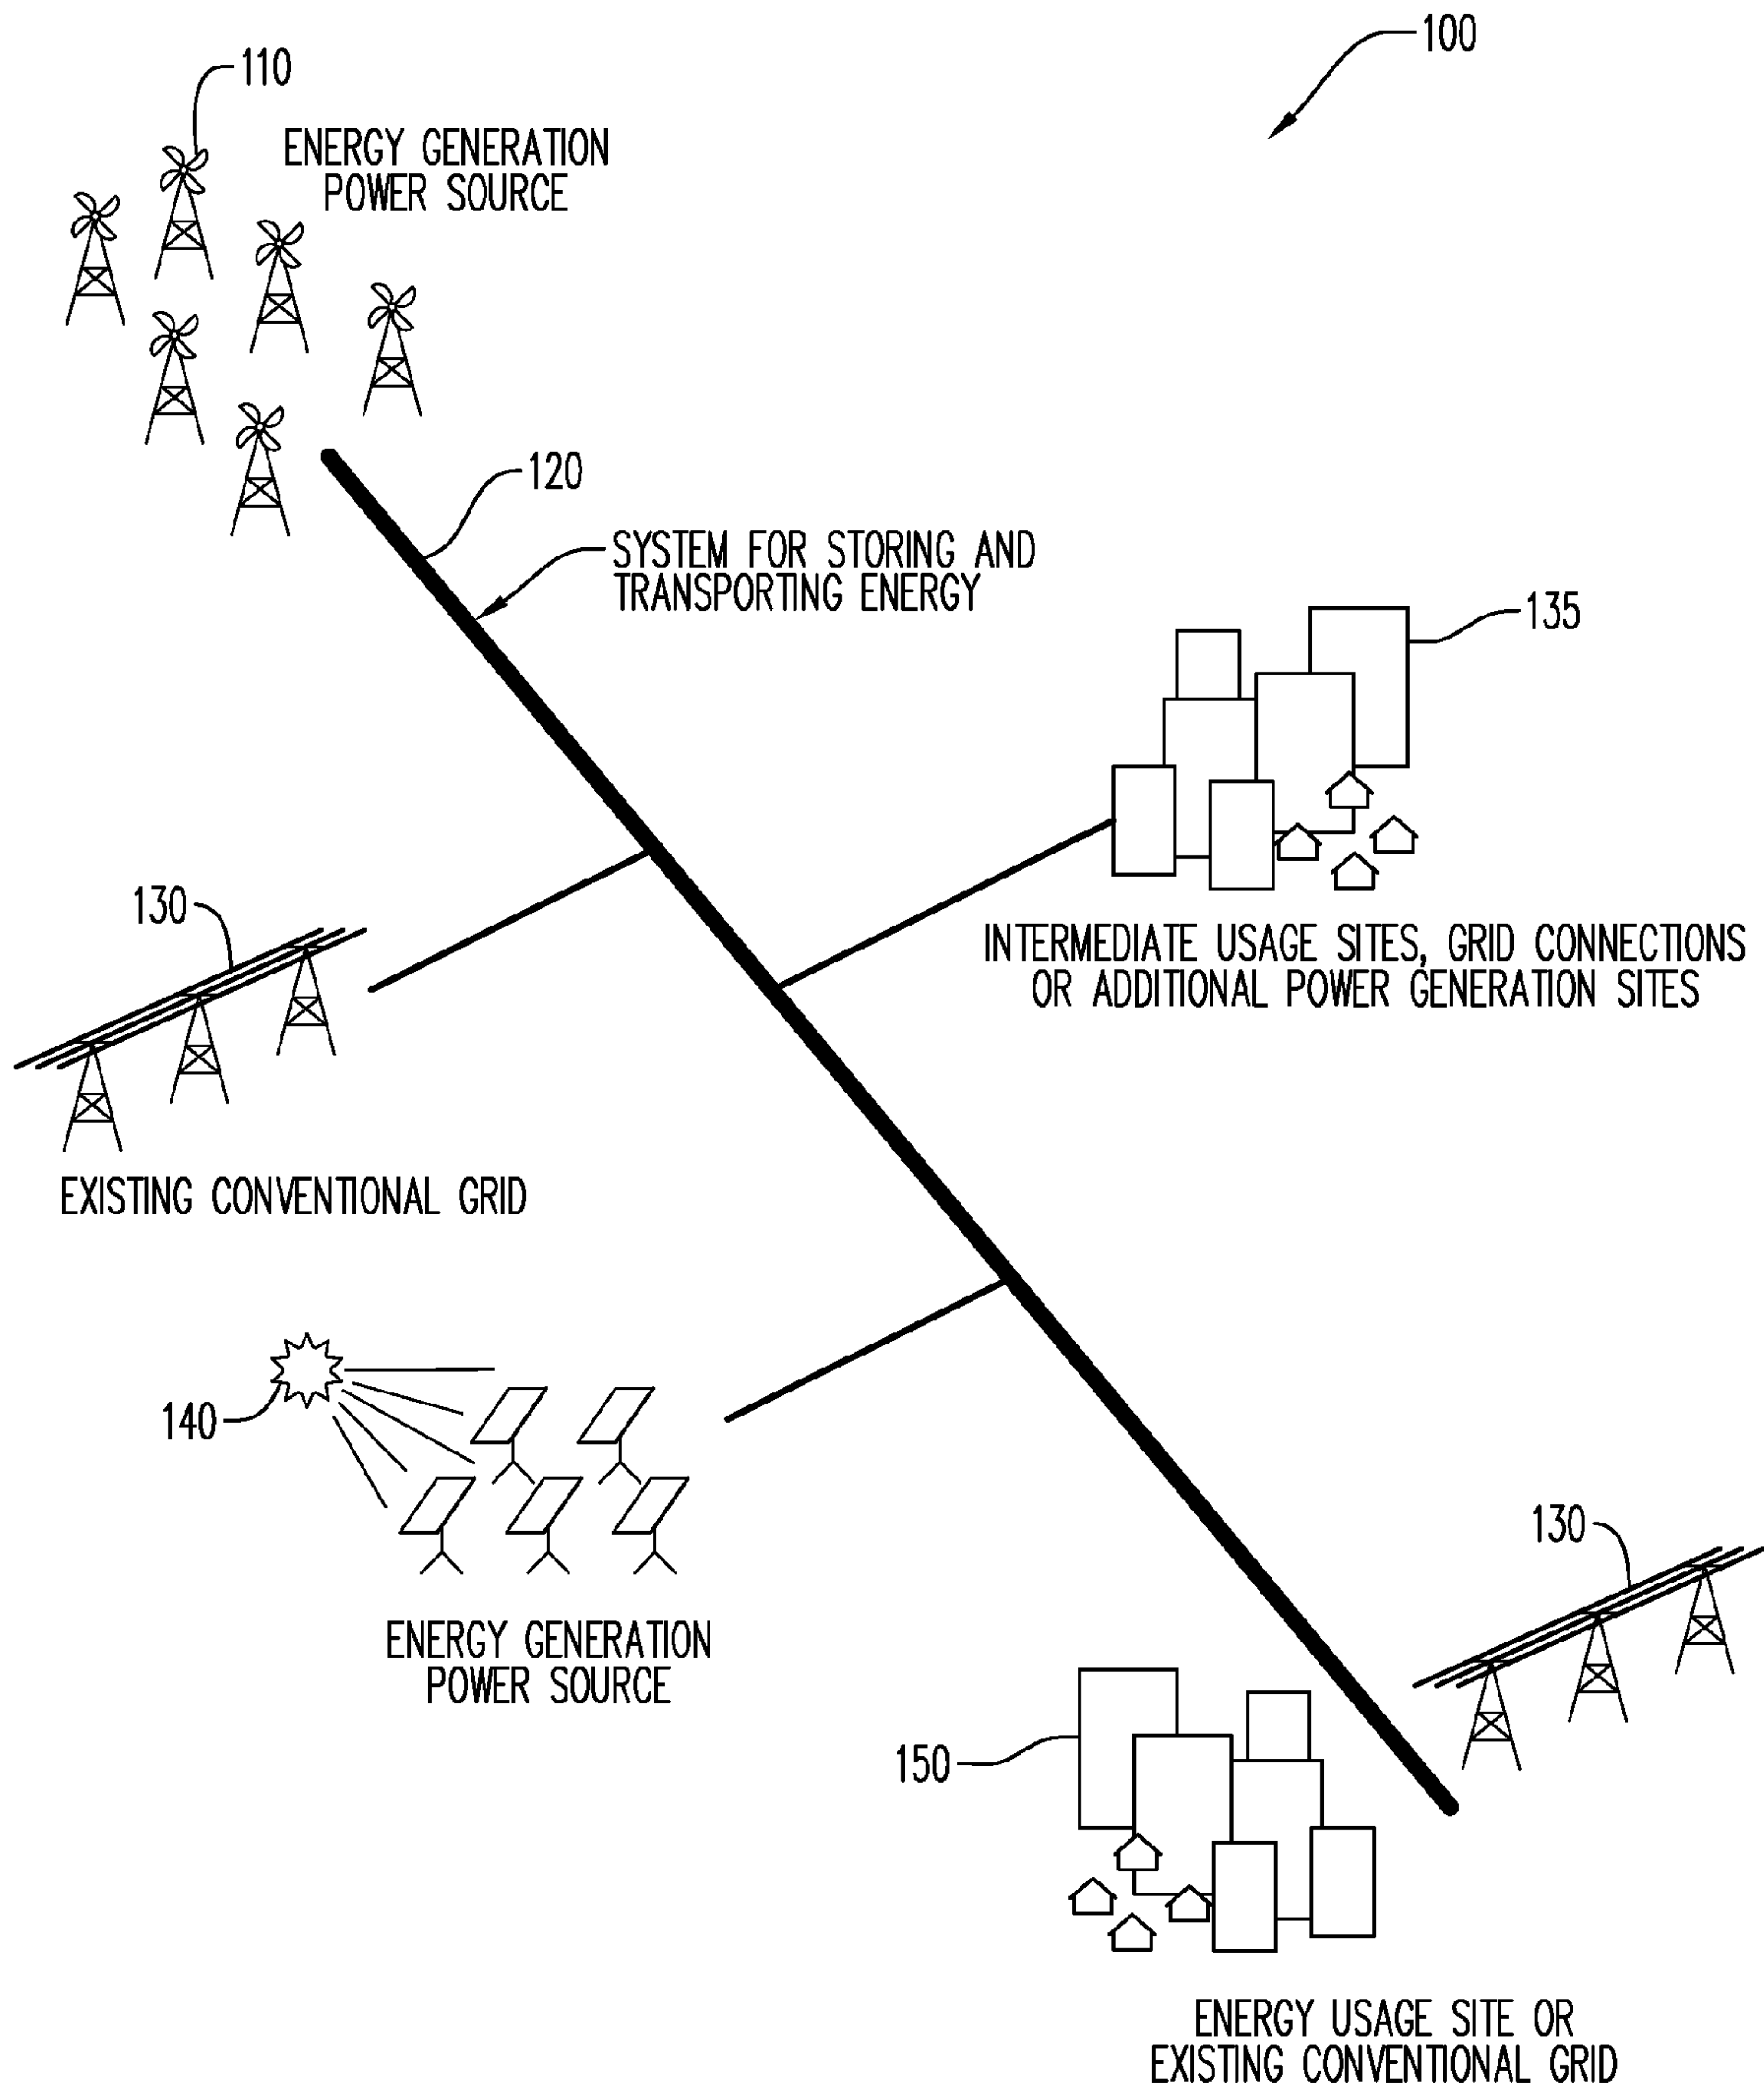 100
110
ENERGY GENERATION
POWER SOURCE
120
SYSTEM FOR STORING AND
TRANSPORTING ENERGY
135
130
INTERMEDIATE USAGE SITES, GRID CONNECTIONS
OR ADDITIONAL POWER GENERATION SITES
EXISTING CONVENTIONAL GRID
140
130
ENERGY GENERATION
POWER SOURCE
150
ENERGY USAGE SITE OR
EXISTING CONVENTIONAL GRID